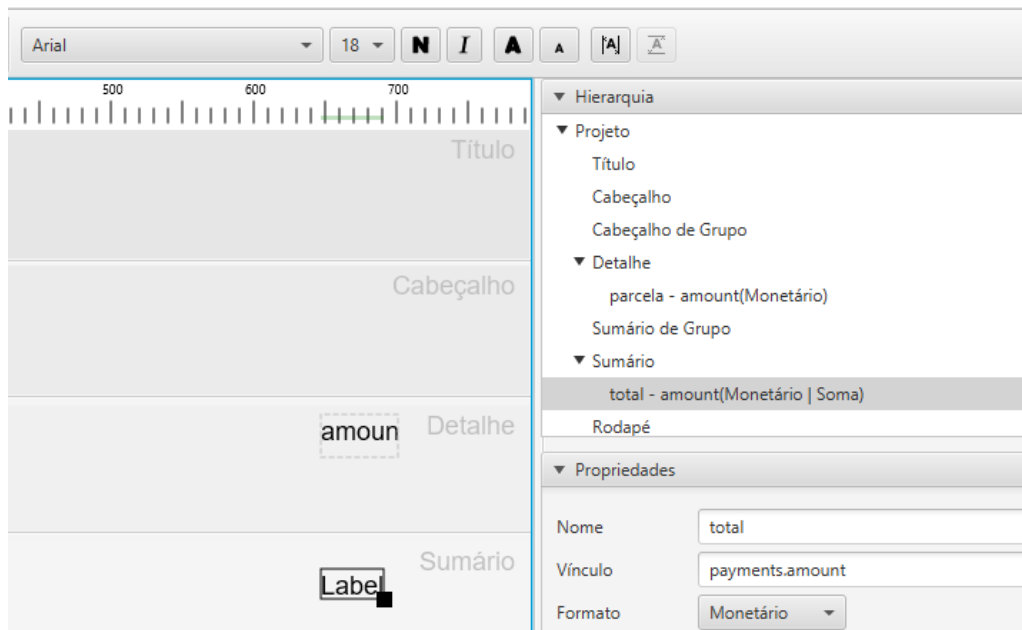 Arial 18 N I A A |A| A
500 600 700
Título
Cabeçalho
amoun Detalhe
Sumário
Label
Hierarquia
Projeto
Título
Cabeçalho
Cabeçalho de Grupo
Detalhe
parcela - amount(Monetário)
Sumário de Grupo
Sumário
total - amount(Monetário | Soma)
Rodapé
Propriedades
Nome total
Vínculo payments.amount
Formato Monetário